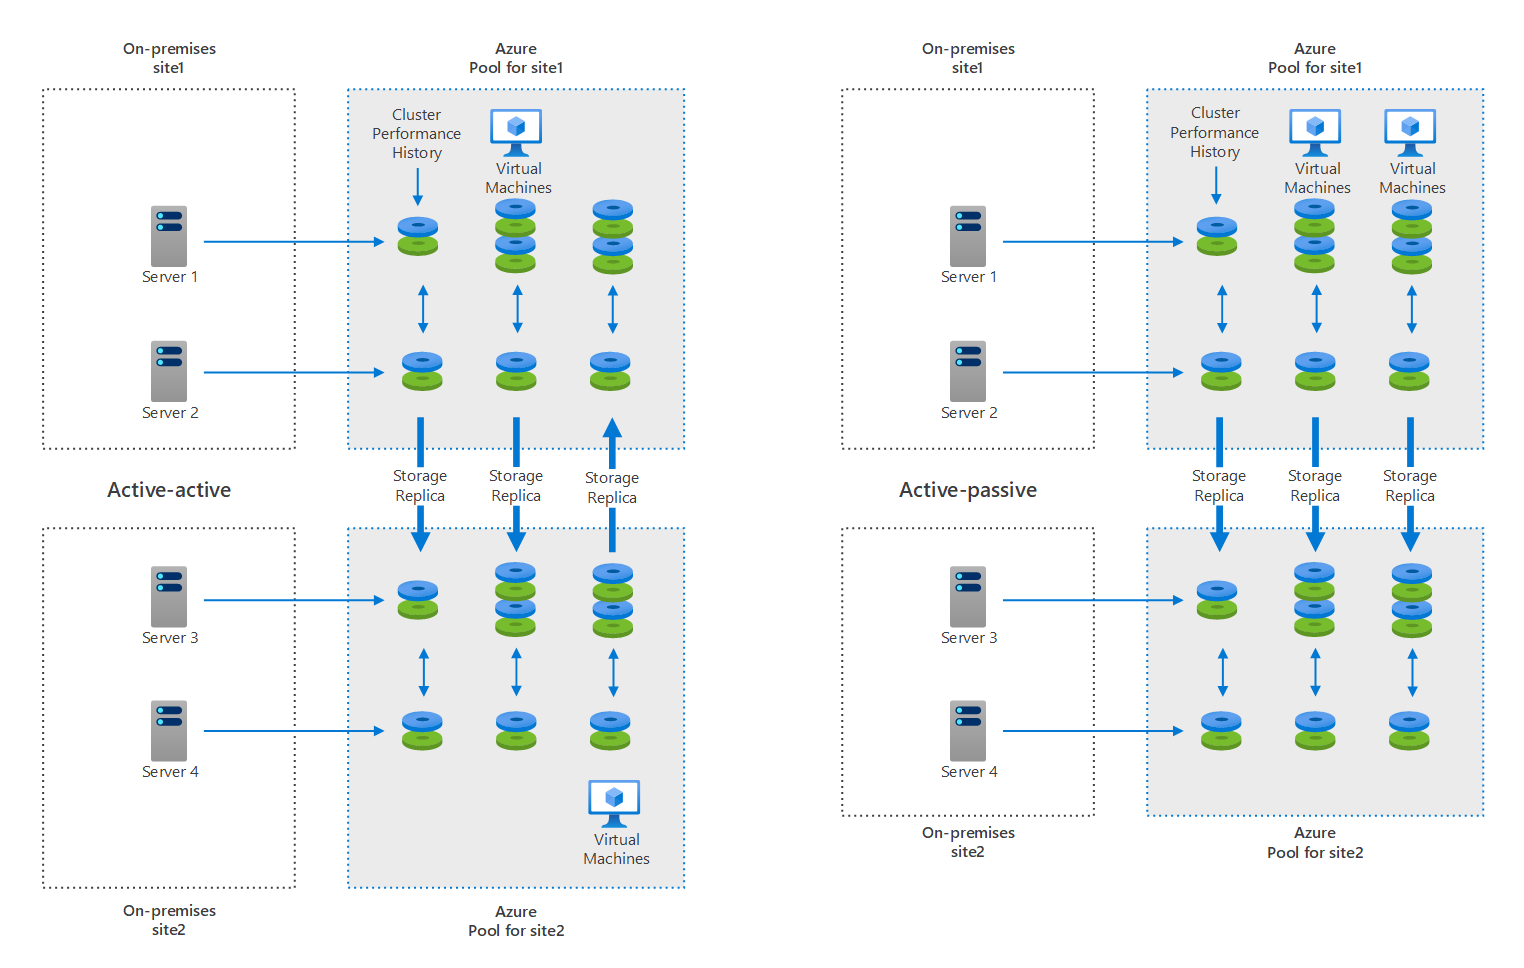 On-premises
site1
Azure
Pool for site1
Cluster
Performance
History
Virtual
Machines
Server 1
Server 2
Active-active
Storage
Replica
Storage
Replica
Storage
Replica
Server 3
Server 4
Virtual
Machines
On-premises
site2
Azure
Pool for site2
On-premises
site1
Azure
Pool for site1
Cluster
Performance
History
Virtual
Machines
Virtual
Machines
Server 1
Server 2
Active-passive
Storage
Replica
Storage
Replica
Storage
Replica
Server 3
Server 4
On-premises
site2
Azure
Pool for site2